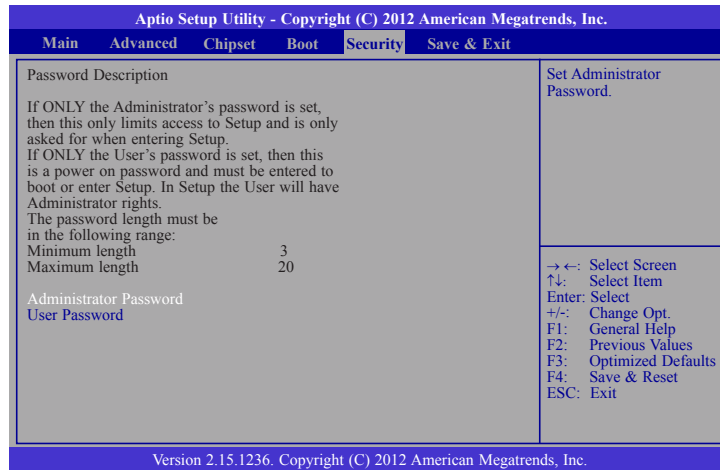 Aptio Setup Utility - Copyright (C) 2012 American Megatrends, Inc.
Main Advanced Chipset Boot Security Save & Exit
Password Description
If ONLY the Administrator’s password is set,
then this only limits access to Setup and is only
asked for when entering Setup.
If ONLY the User’s password is set, then this
is a power on password and must be entered to
boot or enter Setup. In Setup the User will have
Administrator rights.
The password length must be
in the following range:
Minimum length 3
Maximum length 20
Administrator Password
User Password
Set Administrator
Password.
→ ←: Select Screen
↑↓: Select Item
Enter: Select
+/-: Change Opt.
F1: General Help
F2: Previous Values
F3: Optimized Defaults
F4: Save & Reset
ESC: Exit
Version 2.15.1236. Copyright (C) 2012 American Megatrends, Inc.